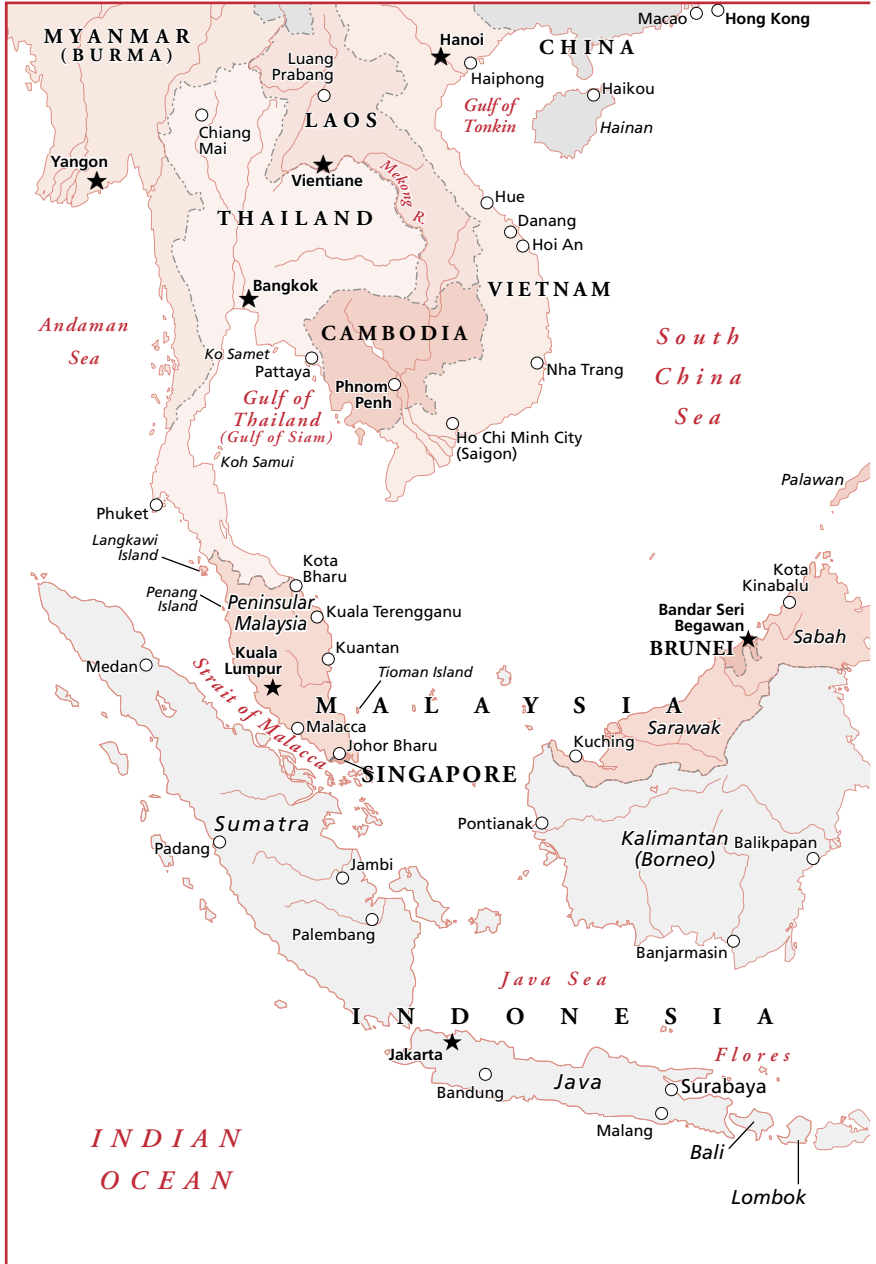 Macao
Hong Kong
MYANMAR
(BURMA)
Hanoi
CHINA
Luang
Prabang
Haiphong
Haikou
Gulf of
Tonkin
LAOS
Hainan
Chiang
Mai
Yangon
Vientiane
Mekong R.
Hue
THAILAND
Danang
Hoi An
Bangkok
VIETNAM
Andaman
Sea
CAMBODIA
South
China
Sea
Ko Samet
Pattaya
Nha Trang
Phnom
Penh
Gulf of
Thailand
(Gulf of Siam)
Ho Chi Minh City
(Saigon)
Koh Samui
Palawan
Phuket
Langkawi
Island
Kota
Bharu
Kota
Kinabalu
Penang
Island
Peninsular
Malaysia
Kuala Terengganu
Bandar Seri
Begawan
BRUNEI
Sabah
Kuala
Lumpur
Kuantan
Medan
Tioman Island
Strait of Malacca
MALAYSIA
Malacca
Sarawak
Johor Bharu
Kuching
SINGAPORE
Sumatra
Pontianak
Kalimantan
(Borneo)
Balikpapan
Padang
Jambi
Palembang
Banjarmasin
Java Sea
INDONESIA
Jakarta
Flores
Bandung
Java
Surabaya
Malang
INDIAN
OCEAN
Bali
Lombok